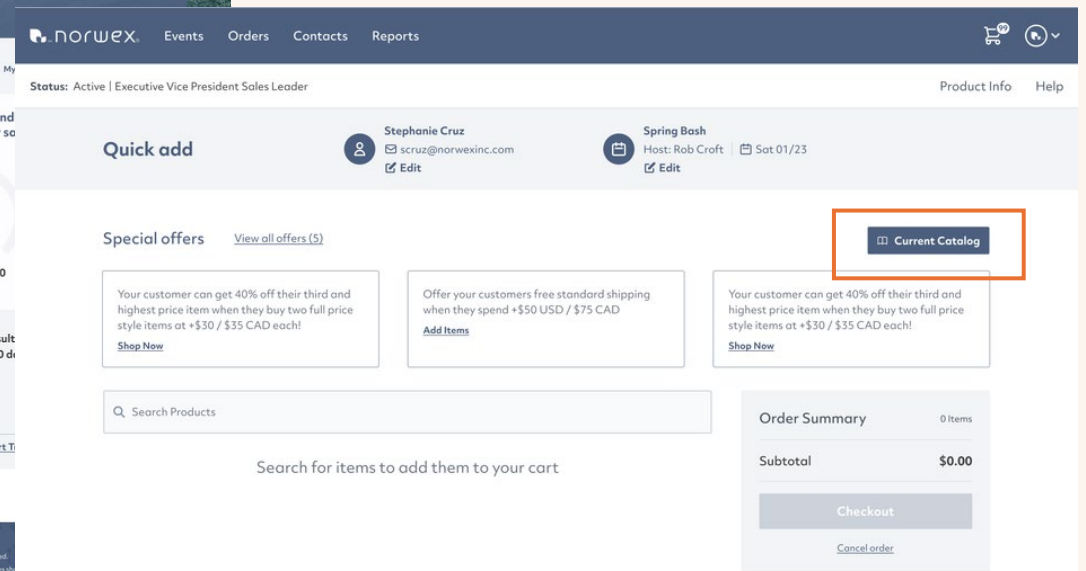 norwex
Events
Orders
Contacts
Reports
99
My
Status: Active | Executive Vice President Sales Leader
Product Info
Help
Quick add
Stephanie Cruz
scruz@norwexinc.com
Edit
Spring Bash
Host: Rob Croft | Sat 01/23
Edit
Special offers
View all offers (5)
Current Catalog
Your customer can get 40% off their third and
highest price item when they buy two full price
style items at +$30 / $35 CAD each!
Shop Now
Offer your customers free standard shipping
when they spend +$50 USD / $75 CAD
Add Items
Your customer can get 40% off their third and
highest price item when they buy two full price
style items at +$30 / $35 CAD each!
Shop Now
Search Products
Search for items to add them to your cart
Order Summary
0 Items
Subtotal
$0.00
Checkout
Cancel order